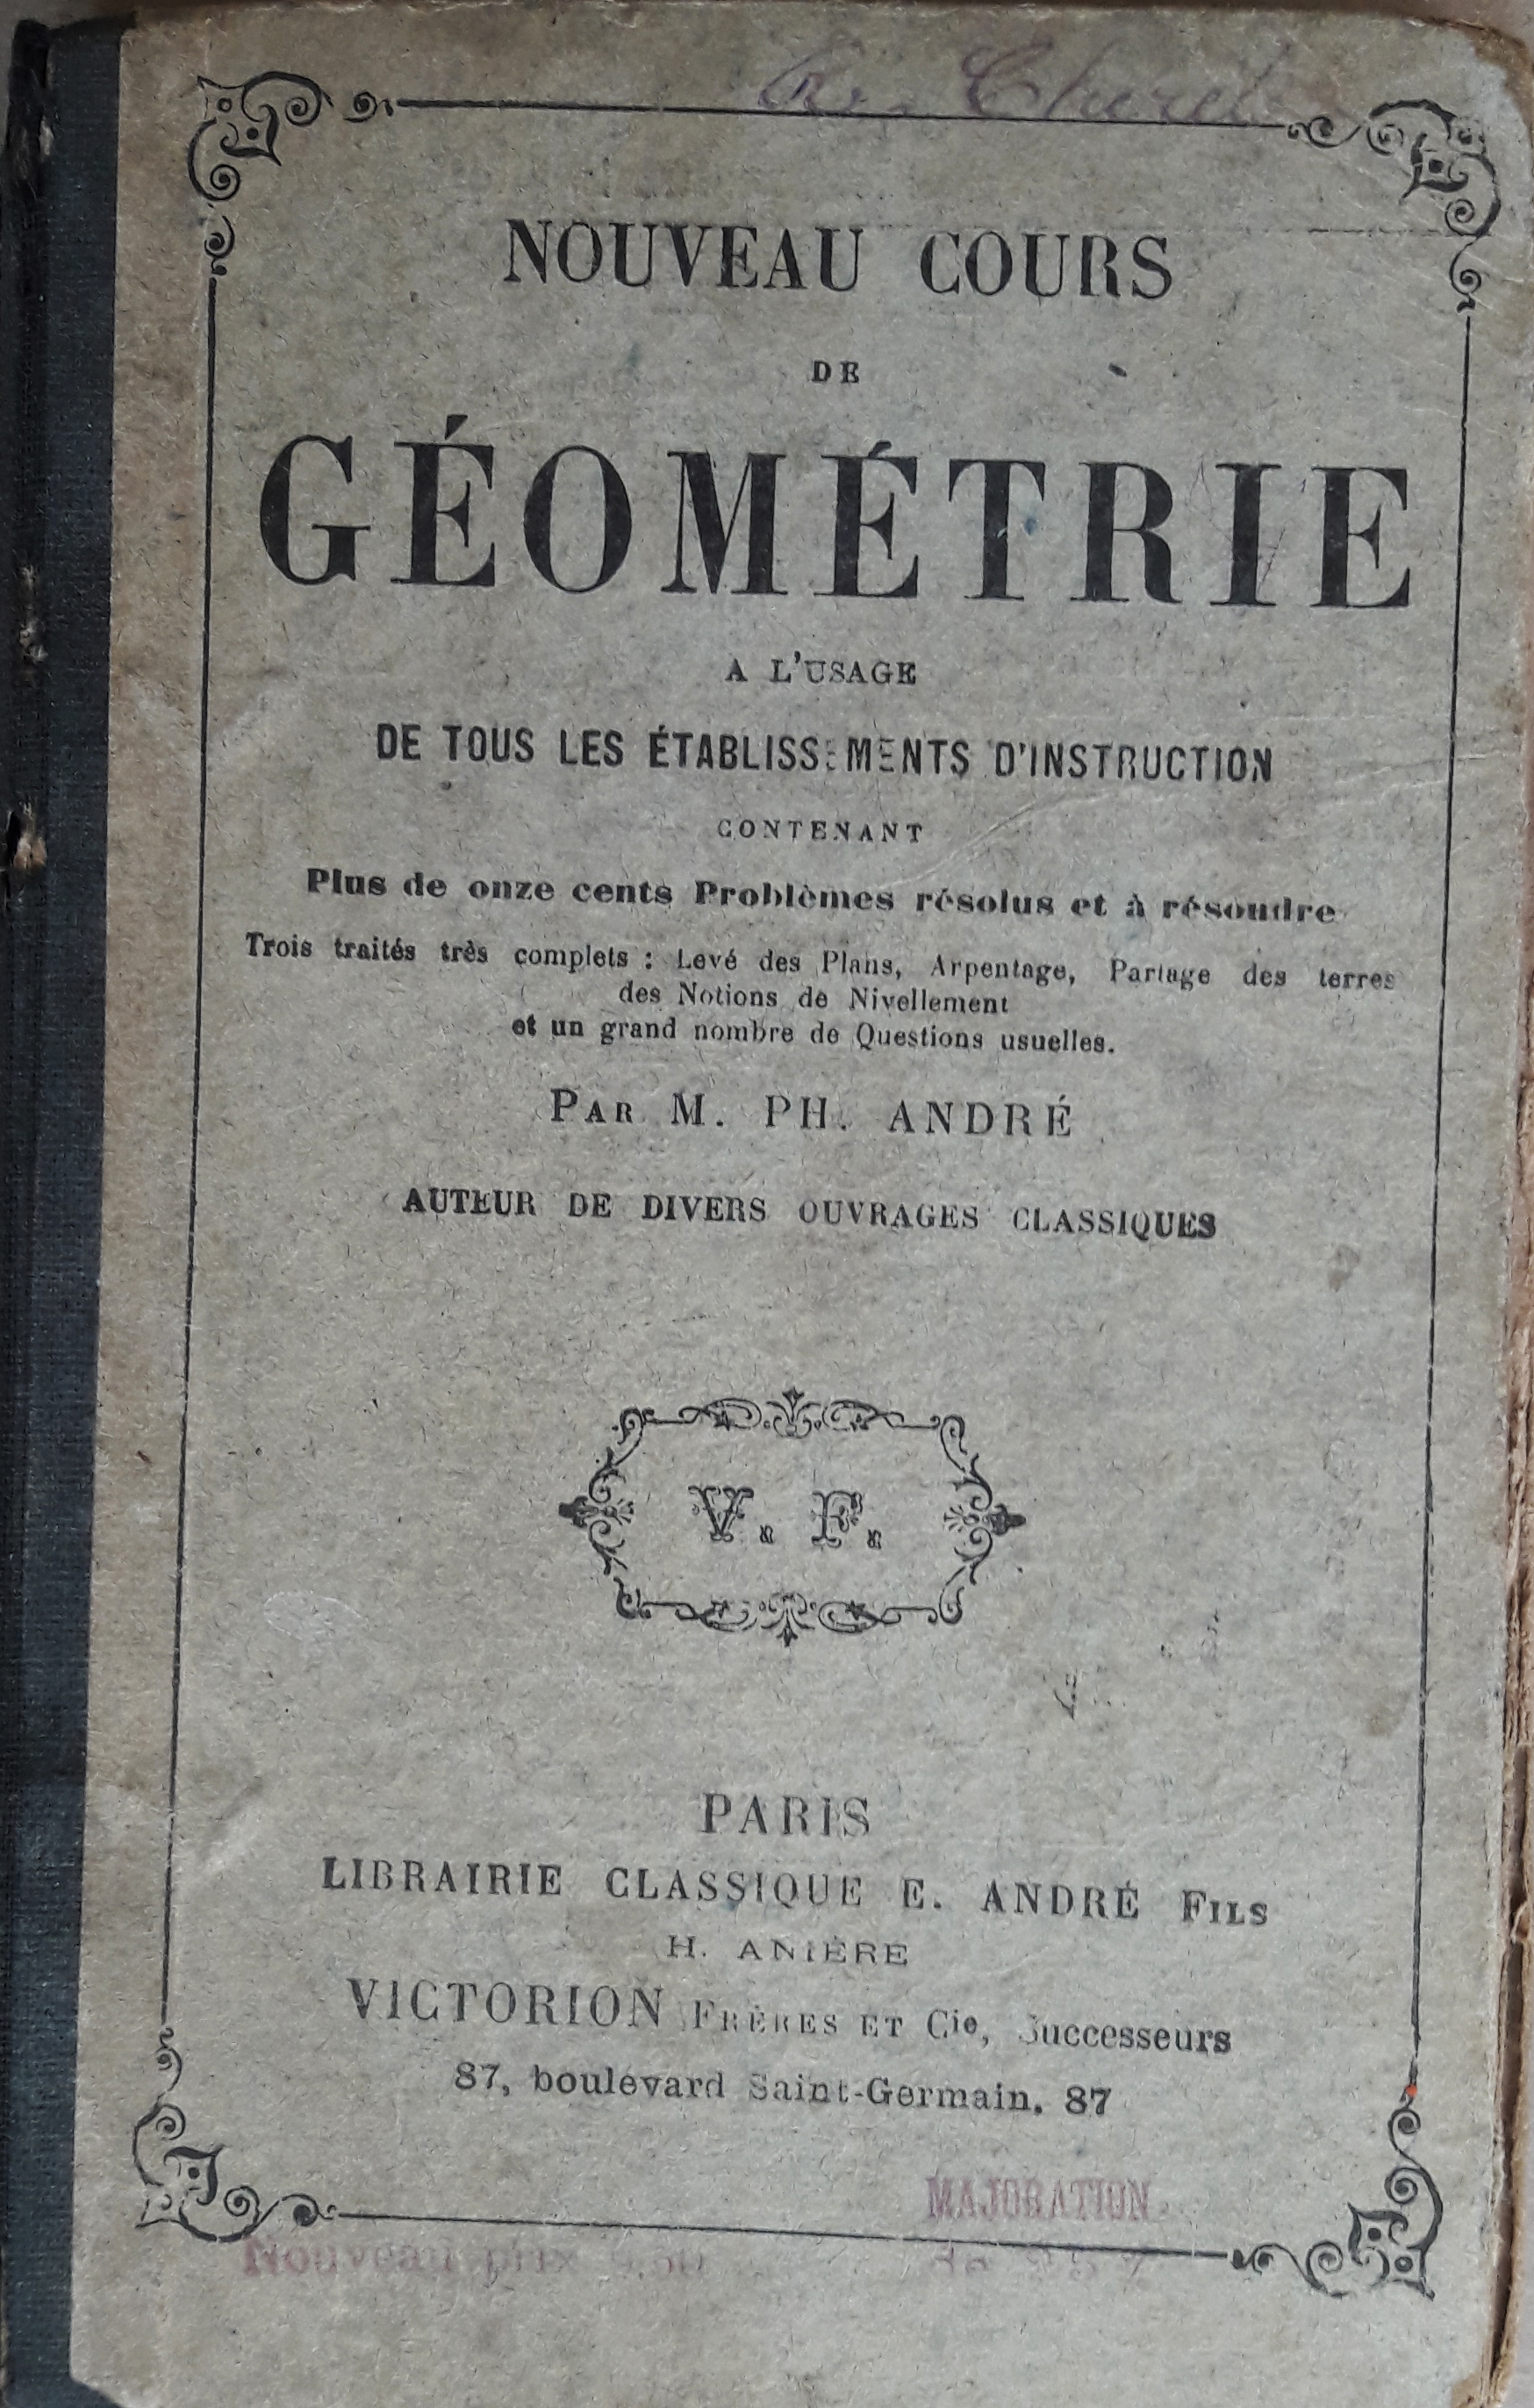 NOUVEAU COURS
DE
GÉOMÉTRIE
A L'USAGE
DE TOUS LES ÉTABLISSEMENTS D'INSTRUCTION
CONTENANT
Plus de onze cents Problèmes résolus et à résoudre
Trois traités très complets : Levé des Plans, Arpentage, Partage des terres
des Notions de Nivellement
et un grand nombre de Questions usuelles.
PAR M. PH. ANDRÉ
AUTEUR DE DIVERS OUVRAGES CLASSIQUES
V. F.
PARIS
LIBRAIRIE CLASSIQUE E. ANDRÉ FILS
H. ANIÈRE
VICTORION FRÈRES ET Cie, Successeurs
87, boulevard Saint-Germain, 87
MAJORATION
Nouveau prix